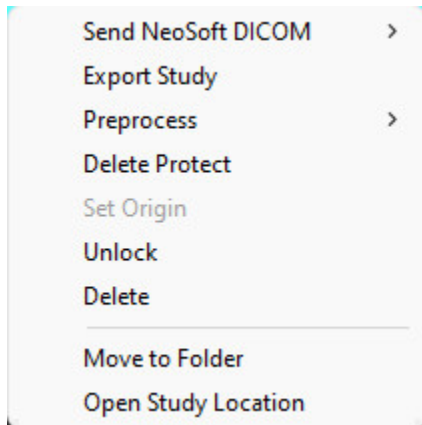 Send NeoSoft DICOM
Export Study
Preprocess
Delete Protect
Set Origin
Unlock
Delete
Move to Folder
Open Study Location